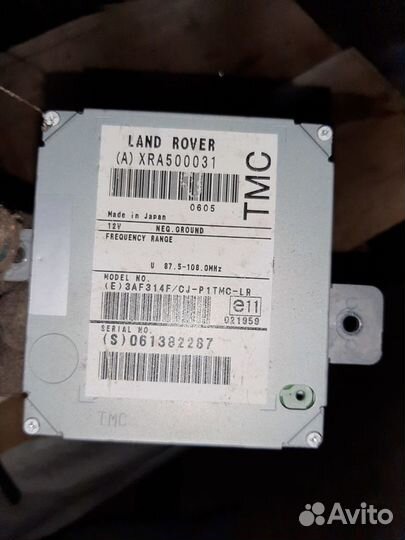 LAND ROVER
(A) XRA500031
TMC
0605
Made in Japan
12V NEG.GROUND
FREQUENCY RANGE
U 87.5-108.0MHz
MODEL NO.
(E)3AF314F/CJ-P1TMC-LR
e11
021959
SERIAL NO.
(S)061382287
TMC
Avito